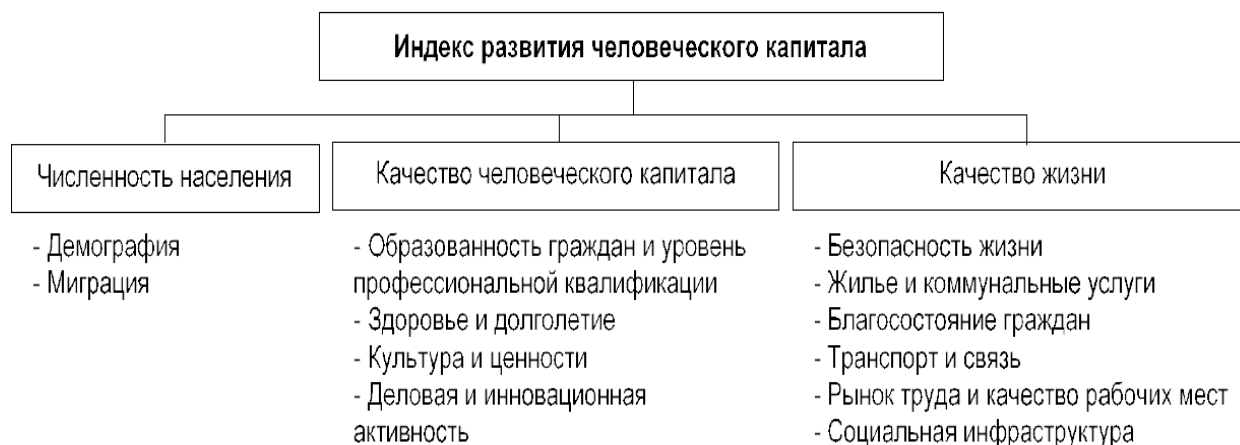 Индекс развития человеческого капитала
Численность населения
- Демография
- Миграция
Качество человеческого капитала
- Образованность граждан и уровень
профессиональной квалификации
- Здоровье и долголетие
- Культура и ценности
- Деловая и инновационная
активность
Качество жизни
- Безопасность жизни
- Жилье и коммунальные услуги
- Благосостояние граждан
- Транспорт и связь
- Рынок труда и качество рабочих мест
- Социальная инфраструктура